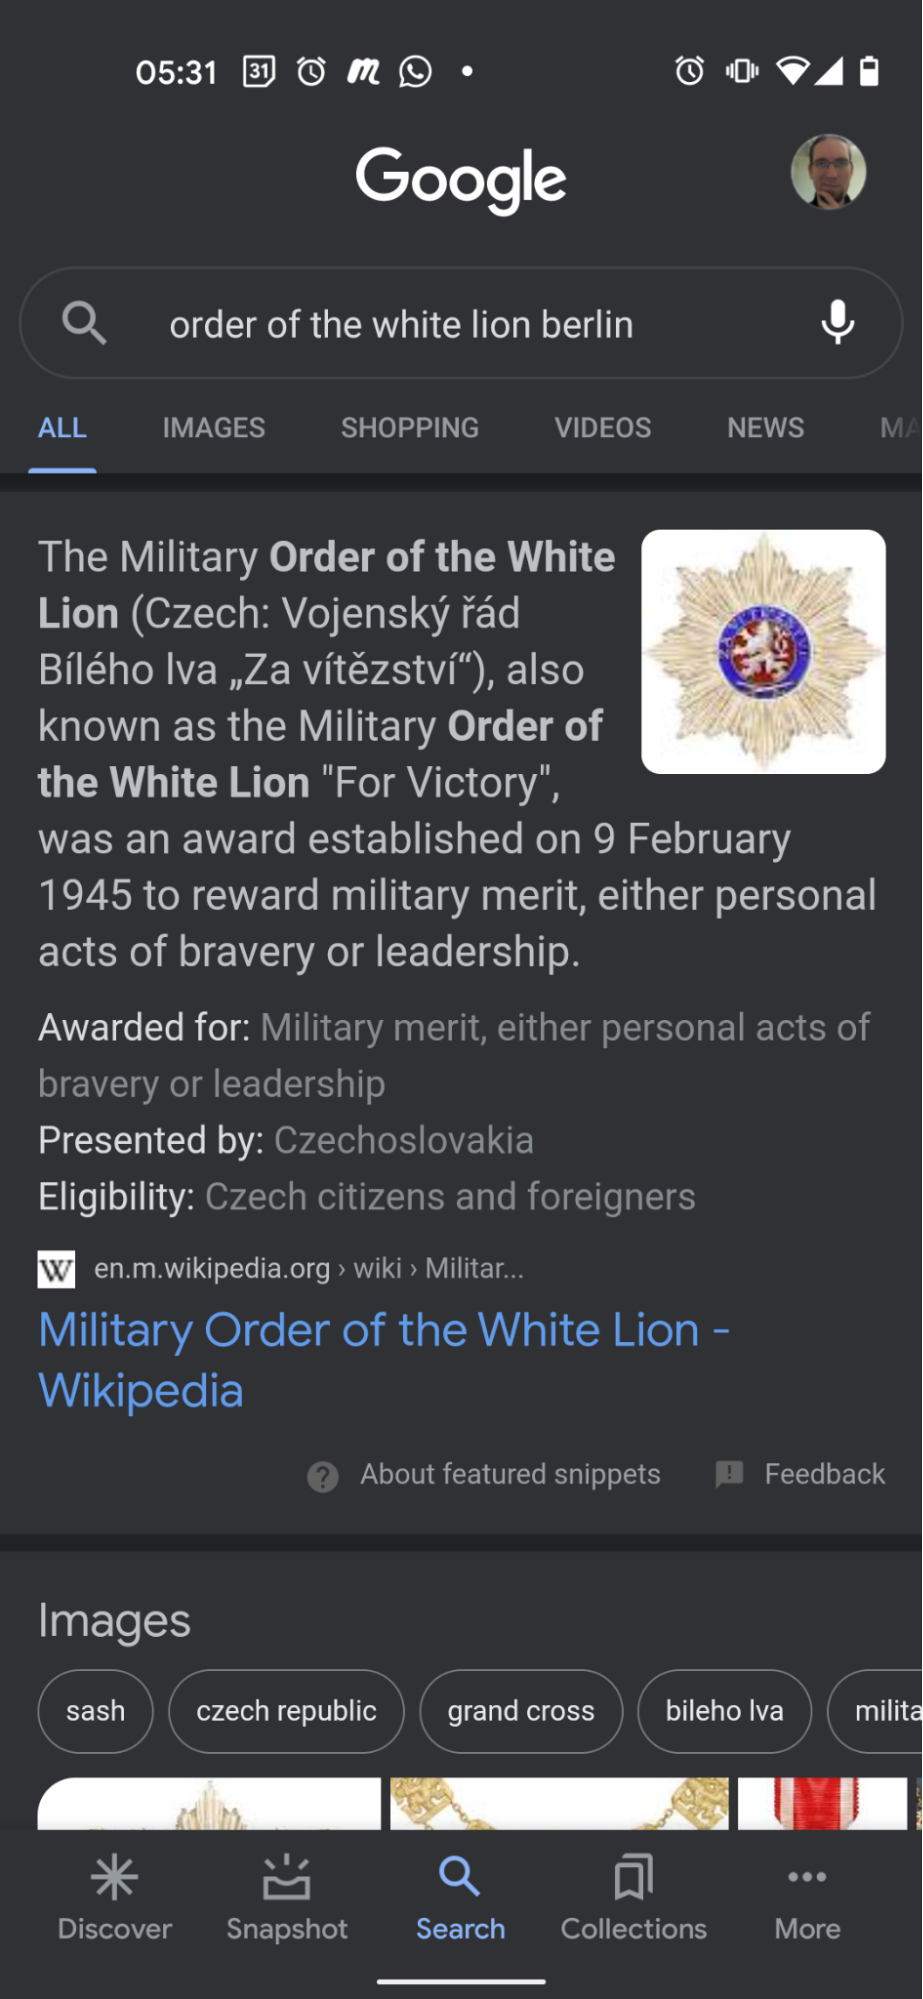 05:31 31
Google
order of the white lion berlin
ALL IMAGES SHOPPING VIDEOS NEWS MA
The Military Order of the White
Lion (Czech: Vojenský řád
Bílého lva „Za vítězství“), also
known as the Military Order of
the White Lion "For Victory",
was an award established on 9 February
1945 to reward military merit, either personal
acts of bravery or leadership.
Awarded for: Military merit, either personal acts of
bravery or leadership
Presented by: Czechoslovakia
Eligibility: Czech citizens and foreigners
W en.m.wikipedia.org › wiki › Militar...
Military Order of the White Lion -
Wikipedia
? About featured snippets ! Feedback
Images
sash czech republic grand cross bileho lva milita
Discover Snapshot Search Collections More